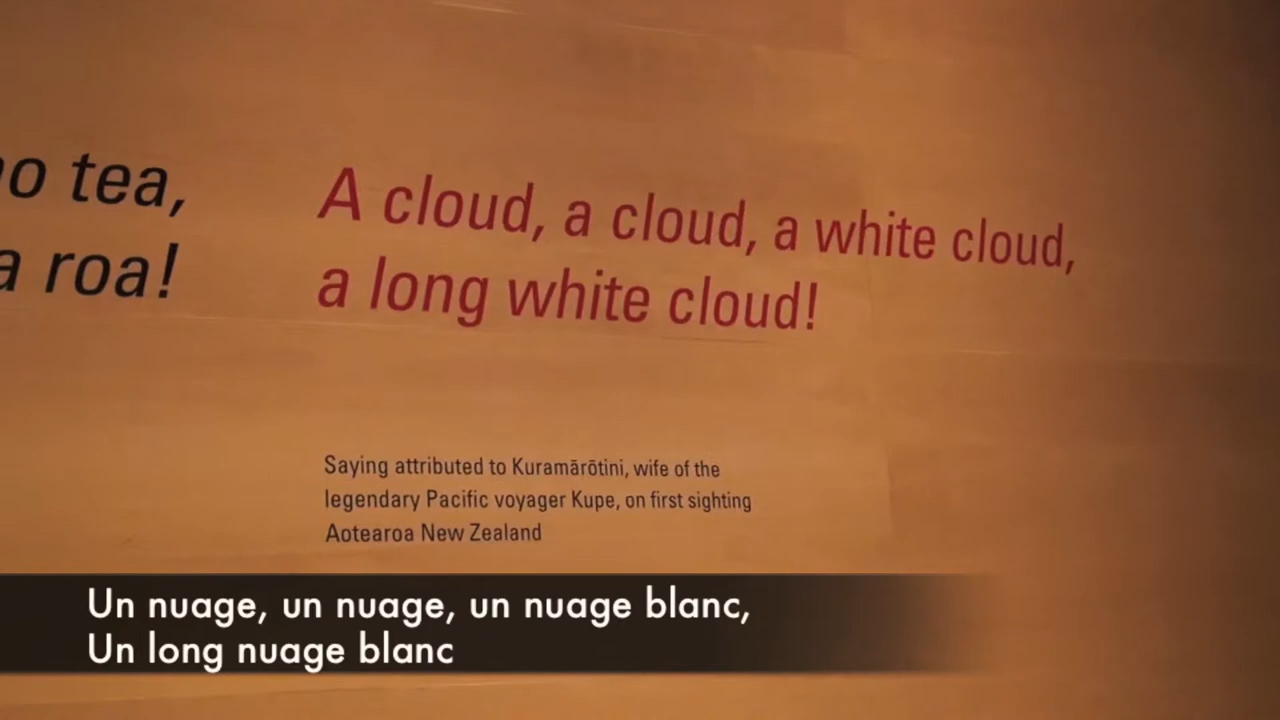 o tea,
a roa!
A cloud, a cloud, a white cloud,
a long white cloud!
Saying attributed to Kuramārōtini, wife of the
legendary Pacific voyager Kupe, on first sighting
Aotearoa New Zealand
Un nuage, un nuage, un nuage blanc,
Un long nuage blanc